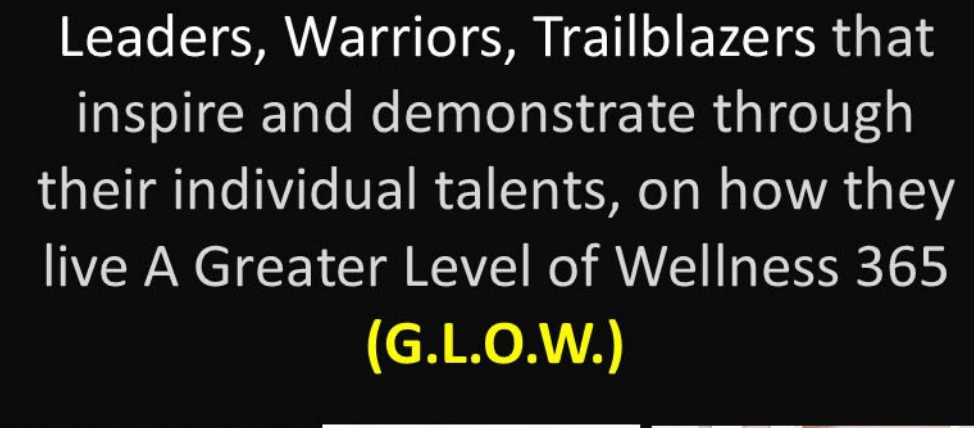 Leaders, Warriors, Trailblazers that
inspire and demonstrate through
their individual talents, on how they
live A Greater Level of Wellness 365
(G.L.O.W.)